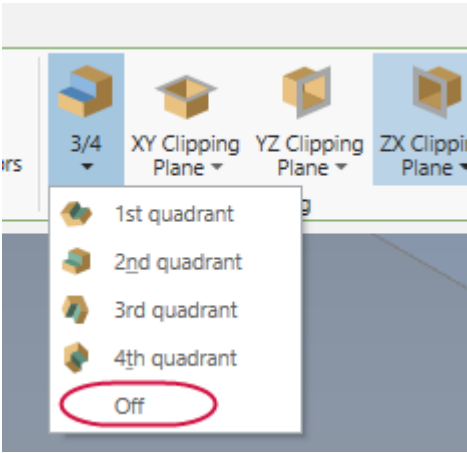 3/4 XY Clipping YZ Clipping ZX Clippi
rs Plane Plane Plane
1st quadrant
2nd quadrant
3rd quadrant
4th quadrant
Off